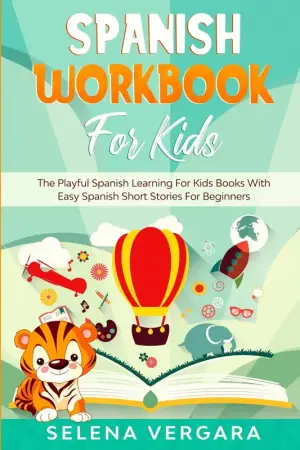 SPANISH
WORKBOOK
For Kids
The Playful Spanish Learning For Kids Books With
Easy Spanish Short Stories For Beginners
SELENA VERGARA